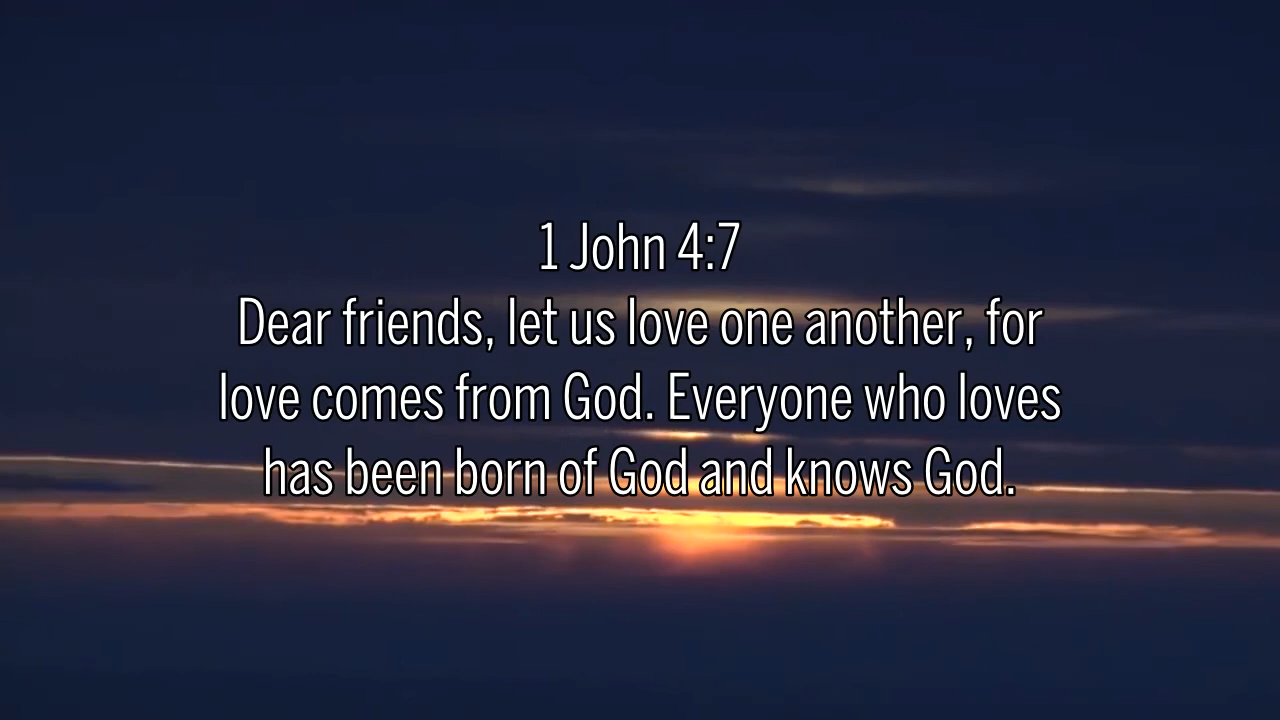 1 John 4:7
Dear friends, let us love one another, for
love comes from God. Everyone who loves
has been born of God and knows God.